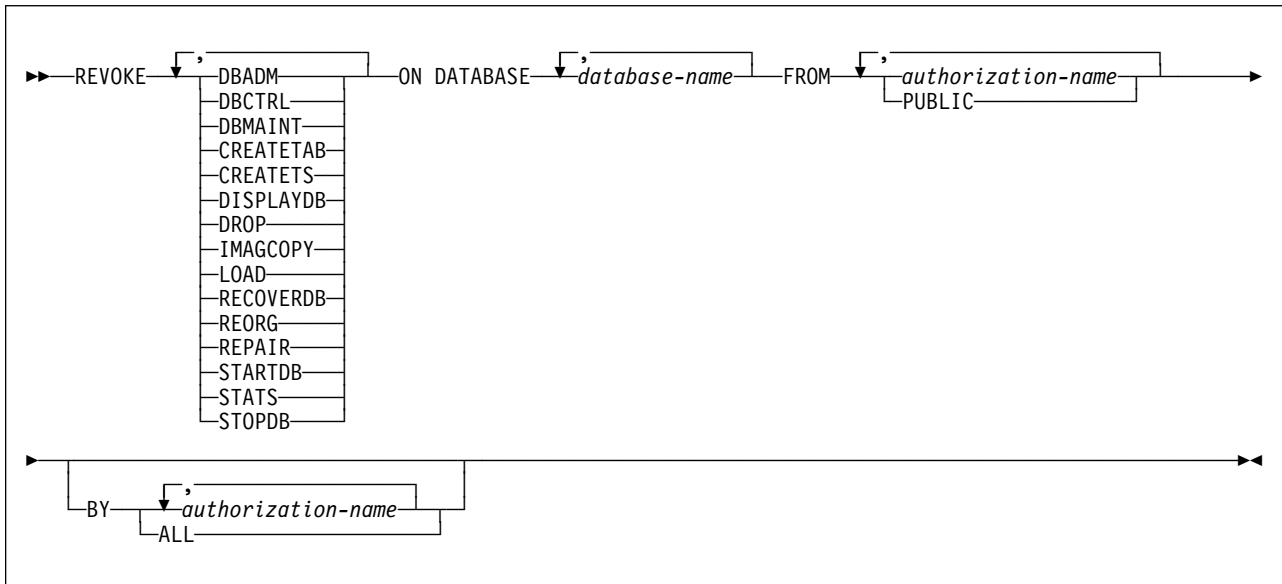 , , ,
REVOKE DBADM ON DATABASE database-name FROM authorization-name
DBCTRL PUBLIC
DBMAINT
CREATETAB
CREATETS
DISPLAYDB
DROP
IMAGCOPY
LOAD
RECOVERDB
REORG
REPAIR
STARTDB
STATS
STOPDB
,
BY authorization-name
ALL